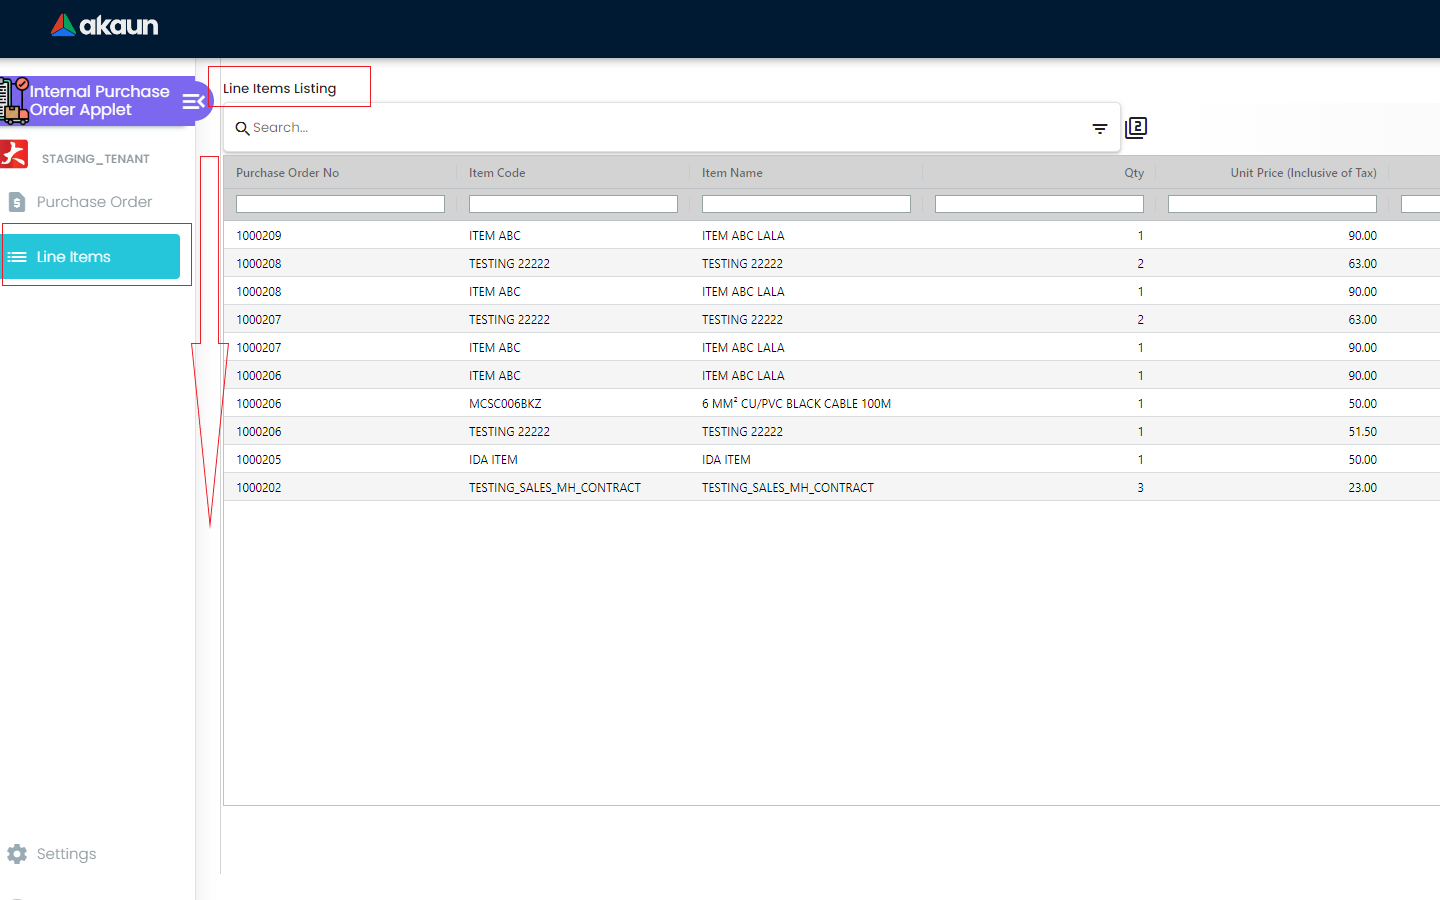 akaun
Internal Purchase
Order Applet
STAGING_TENANT
Purchase Order
Line Items
Settings
Line Items Listing
Search...
2
Purchase Order No Item Code Item Name Qty Unit Price (Inclusive of Tax)
1000209 ITEM ABC ITEM ABC LALA 1 90.00
1000208 TESTING 22222 TESTING 22222 2 63.00
1000208 ITEM ABC ITEM ABC LALA 1 90.00
1000207 TESTING 22222 TESTING 22222 2 63.00
1000207 ITEM ABC ITEM ABC LALA 1 90.00
1000206 ITEM ABC ITEM ABC LALA 1 90.00
1000206 MCSC006BKZ 6 MM² CU/PVC BLACK CABLE 100M 1 50.00
1000206 TESTING 22222 TESTING 22222 1 51.50
1000205 IDA ITEM IDA ITEM 1 50.00
1000202 TESTING_SALES_MH_CONTRACT TESTING_SALES_MH_CONTRACT 3 23.00